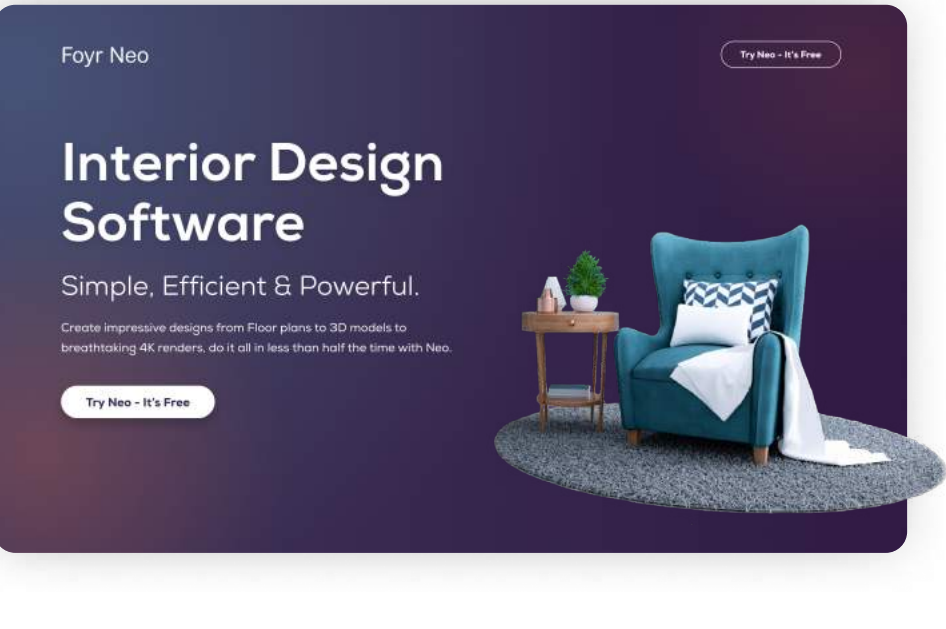 Foyr Neo
Try Neo - It's Free
Interior Design
Software
Simple, Efficient & Powerful.
Create impressive designs from Floor plans to 3D models to
breathtaking 4K renders, do it all in less than half the time with Neo.
Try Neo - It's Free